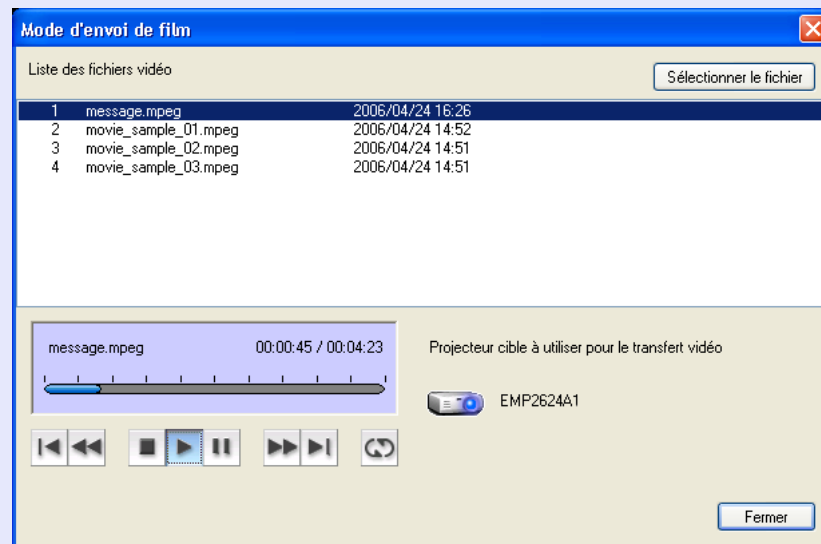 Mode d'envoi de film
Liste des fichiers vidéo
Sélectionner le fichier
1 message.mpeg 2006/04/24 16:26
2 movie_sample_01.mpeg 2006/04/24 14:52
3 movie_sample_02.mpeg 2006/04/24 14:51
4 movie_sample_03.mpeg 2006/04/24 14:51
message.mpeg 00:00:45 / 00:04:23
Projecteur cible à utiliser pour le transfert vidéo
EMP2624A1
Fermer